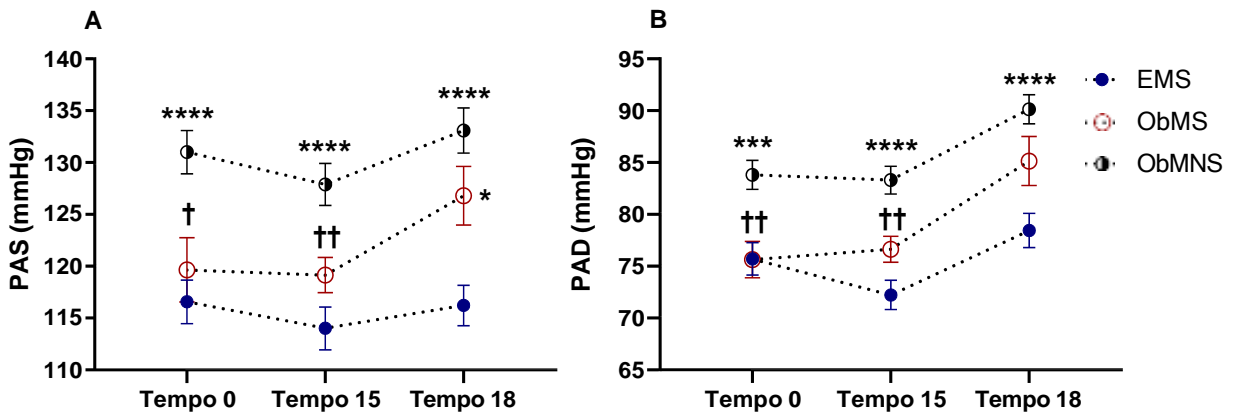 A
PAS (mmHg)
140
135
130
125
120
115
110
****
****
****
†
††
*
Tempo 0 Tempo 15 Tempo 18
B
PAD (mmHg)
95
90
85
80
75
70
65
***
****
****
††
††
Tempo 0 Tempo 15 Tempo 18
EMS
ObMS
ObMNS